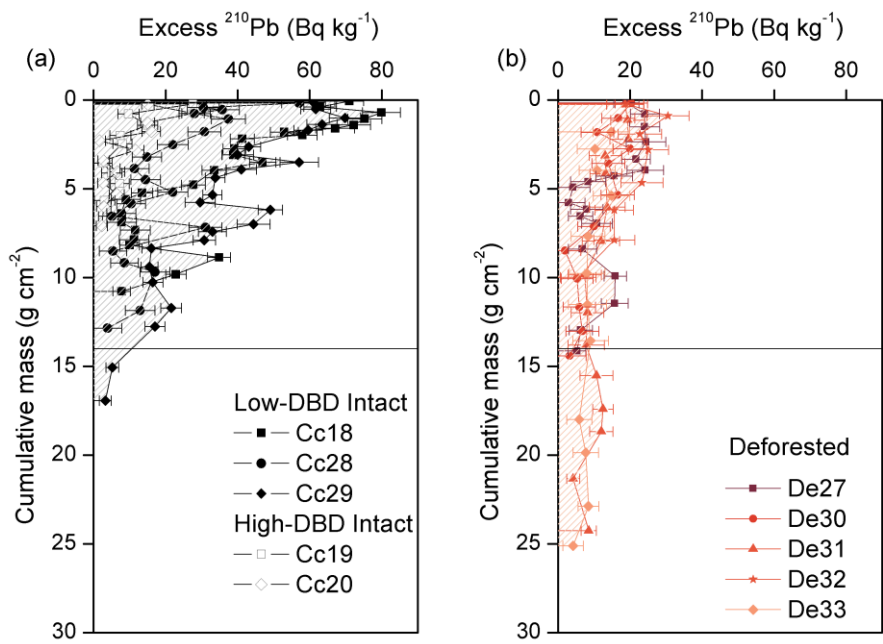 Excess ²¹⁰Pb (Bq kg⁻¹)
(a)
0 20 40 60 80
0
5
10
15
20
25
30
Cumulative mass (g cm⁻²)
Low-DBD Intact
Cc18
Cc28
Cc29
High-DBD Intact
Cc19
Cc20
Excess ²¹⁰Pb (Bq kg⁻¹)
(b)
0 20 40 60 80
0
5
10
15
20
25
30
Cumulative mass (g cm⁻²)
Deforested
De27
De30
De31
De32
De33